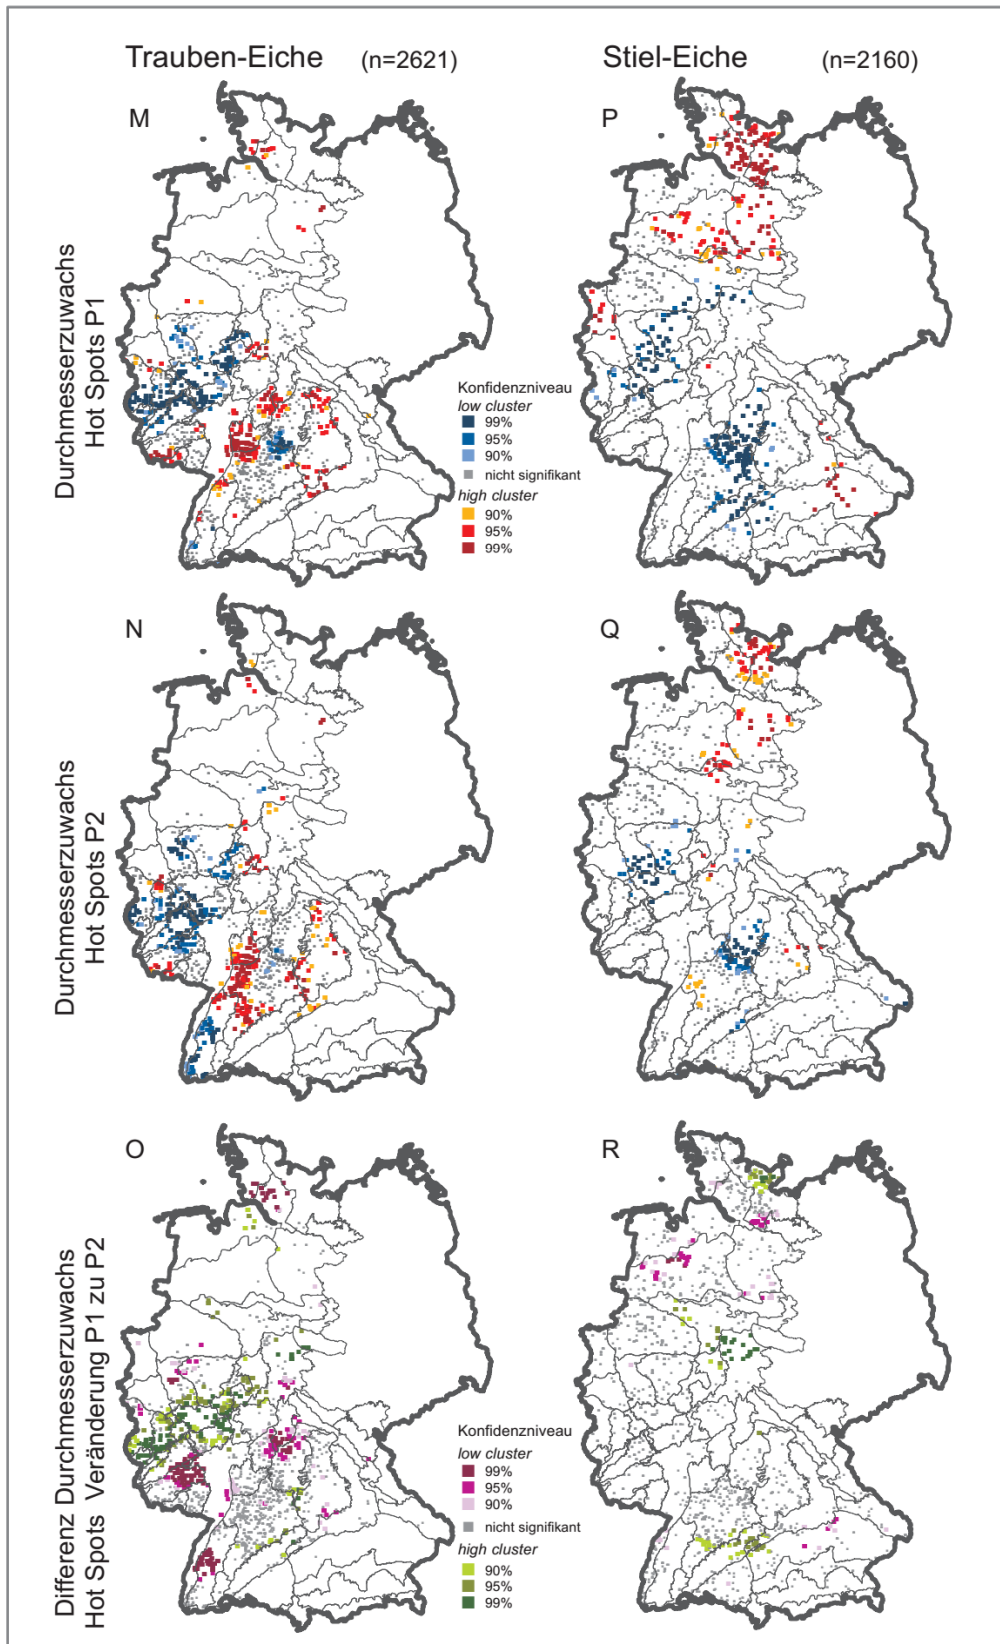 Trauben-Eiche (n=2621)
Stiel-Eiche (n=2160)
Durchmesserzuwachs
Hot Spots P1
M
P
Konfidenzniveau
low cluster
99%
95%
90%
nicht signifikant
high cluster
90%
95%
99%
Durchmesserzuwachs
Hot Spots P2
N
Q
Differenz Durchmesserzuwachs
Hot Spots Veränderung P1 zu P2
O
R
Konfidenzniveau
low cluster
99%
95%
90%
nicht signifikant
high cluster
90%
95%
99%